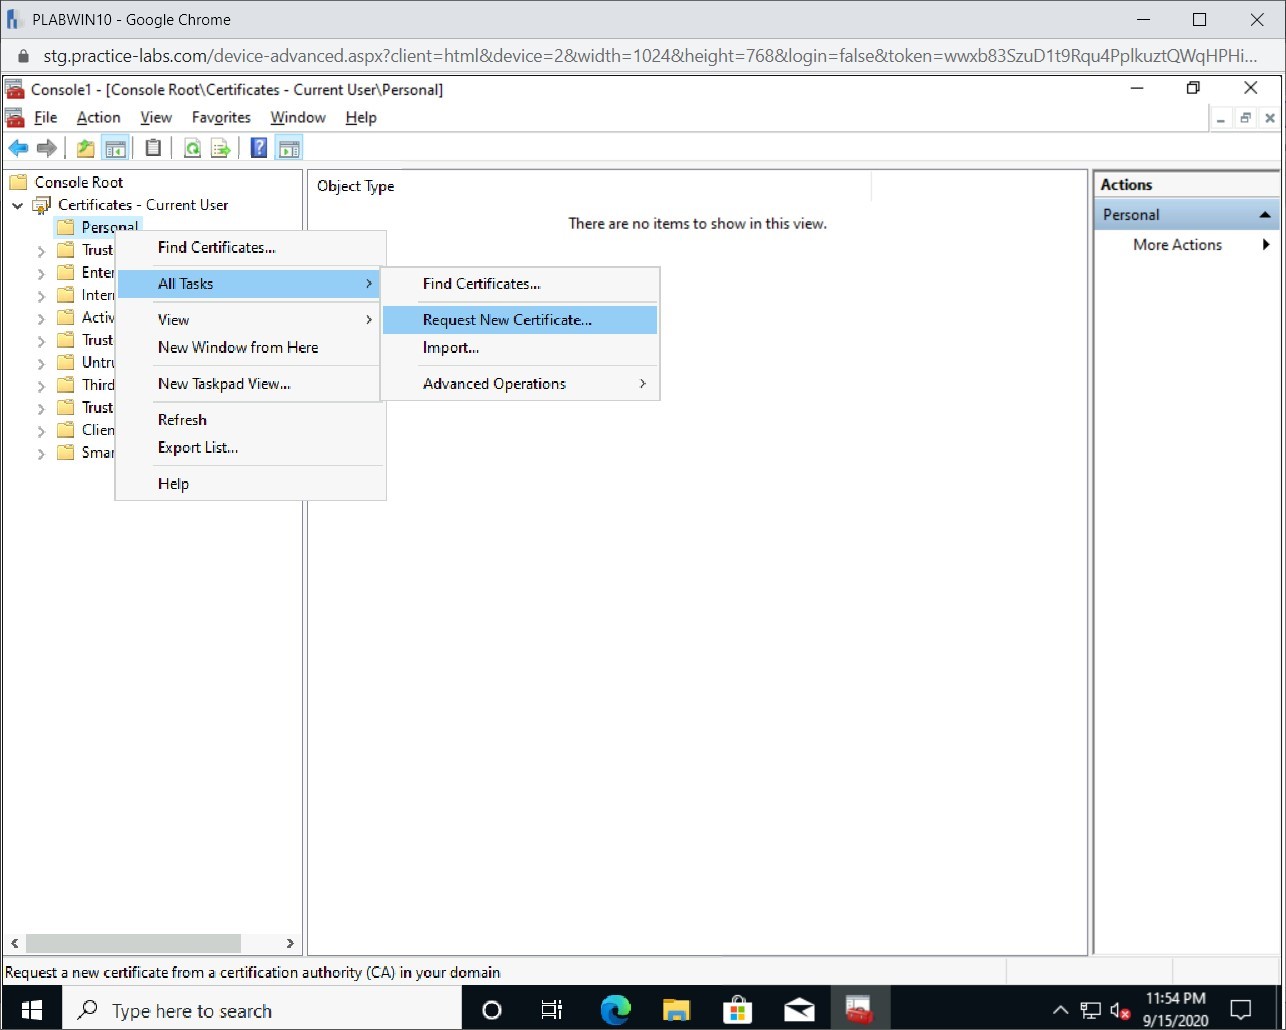 PLABWIN10 - Google Chrome
stg.practice-labs.com/device-advanced.aspx?client=html&device=2&width=1024&height=768&login=false&token=wwxb83SzuD1t9Rqu4PplkuztQWqHPHi...
Console1 - [Console Root\Certificates - Current User\Personal]
File Action View Favorites Window Help
Console Root
Certificates - Current User
Personal
Trust
Enter
Intern
Activ
Trust
Untru
Third
Trust
Clien
Smar
Find Certificates...
All Tasks
View
New Window from Here
New Taskpad View...
Refresh
Export List...
Help
Find Certificates...
Request New Certificate...
Import...
Advanced Operations
Object Type
There are no items to show in this view.
Actions
Personal
More Actions
Request a new certificate from a certification authority (CA) in your domain
Type here to search
11:54 PM
9/15/2020